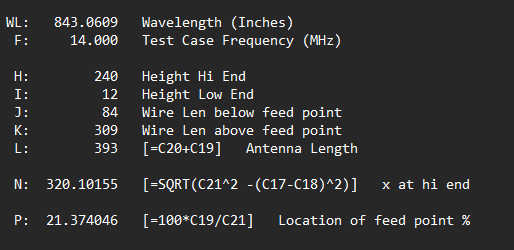 WL: 843.0609 Wavelength (Inches)
F: 14.000 Test Case Frequency (MHz)
H: 240 Height Hi End
I: 12 Height Low End
J: 84 Wire Len below feed point
K: 309 Wire Len above feed point
L: 393 [=C20+C19] Antenna Length
N: 320.10155 [=SQRT(C21^2 -(C17-C18)^2)] x at hi end
P: 21.374046 [=100*C19/C21] Location of feed point %